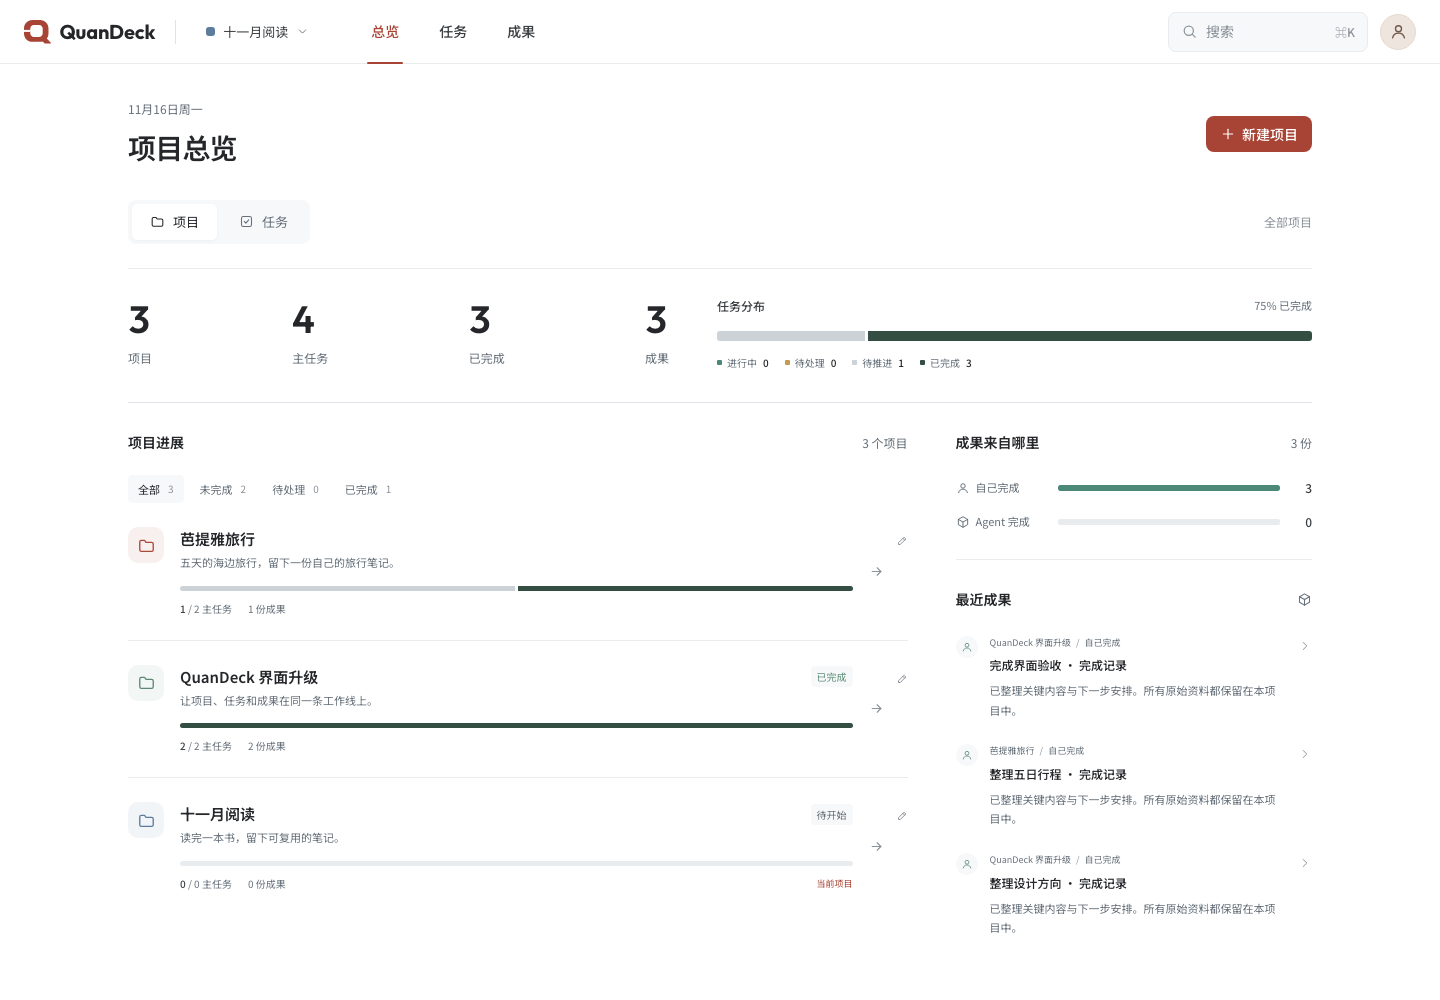 QuanDeck
十一月阅读
总览
任务
成果
搜索
⌘K
11月16日周一
项目总览
新建项目
项目
任务
全部项目
3
项目
4
主任务
3
已完成
3
成果
任务分布
75% 已完成
进行中 0
待处理 0
待推进 1
已完成 3
项目进展
3 个项目
全部 3
未完成 2
待处理 0
已完成 1
芭提雅旅行
五天的海边旅行，留下一份自己的旅行笔记。
1 / 2 主任务
1 份成果
QuanDeck 界面升级
已完成
让项目、任务和成果在同一条工作线上。
2 / 2 主任务
2 份成果
十一月阅读
待开始
读完一本书，留下可复用的笔记。
0 / 0 主任务
0 份成果
当前项目
成果来自哪里
3 份
自己完成
3
Agent 完成
0
最近成果
QuanDeck 界面升级 / 自己完成
完成界面验收 · 完成记录
已整理关键内容与下一步安排。所有原始资料都保留在本项
目中。
芭提雅旅行 / 自己完成
整理五日行程 · 完成记录
已整理关键内容与下一步安排。所有原始资料都保留在本项
目中。
QuanDeck 界面升级 / 自己完成
整理设计方向 · 完成记录
已整理关键内容与下一步安排。所有原始资料都保留在本项
目中。